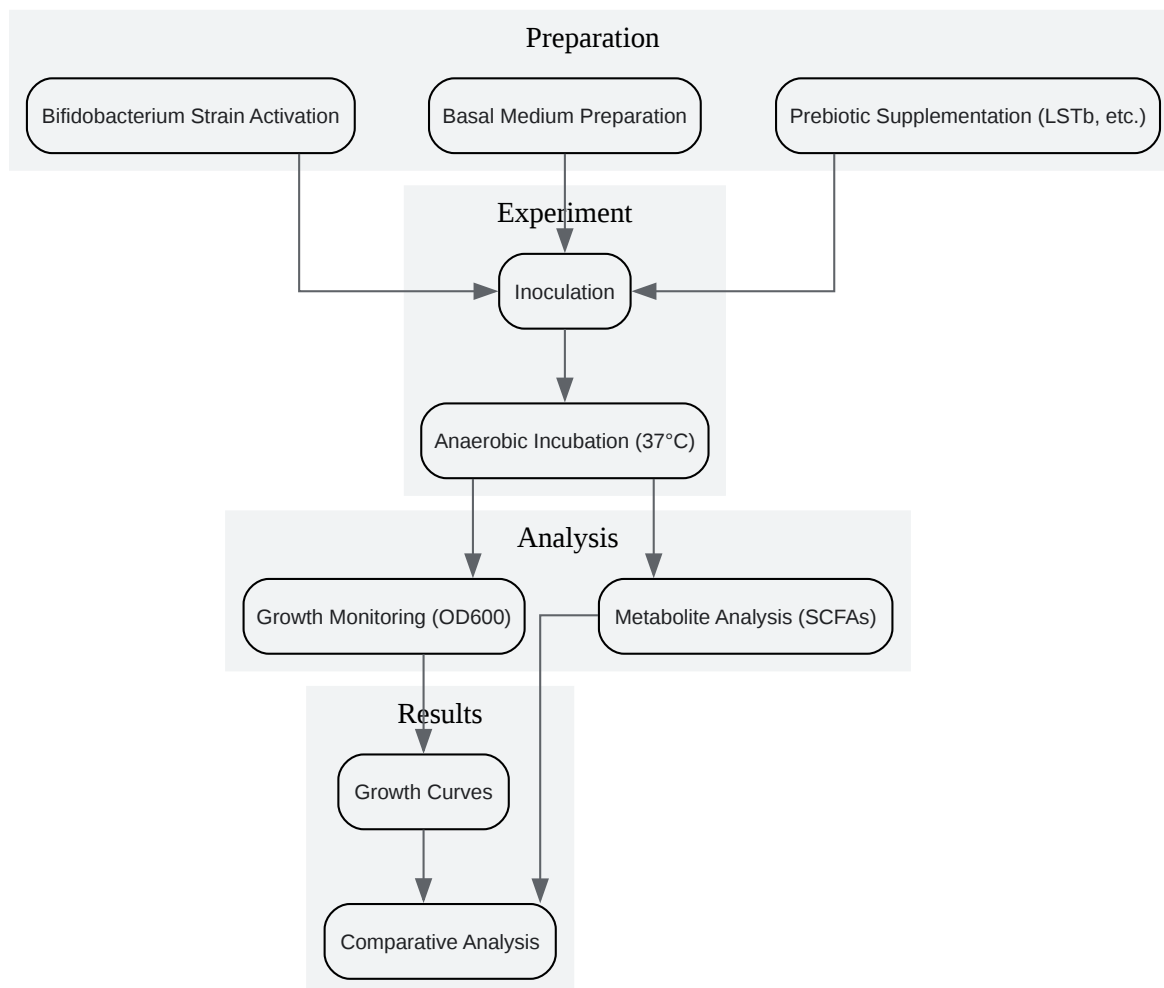 Preparation
Bifidobacterium Strain Activation
Basal Medium Preparation
Prebiotic Supplementation (LSTb, etc.)
Experiment
Inoculation
Anaerobic Incubation (37°C)
Analysis
Growth Monitoring (OD600)
Metabolite Analysis (SCFAs)
Results
Growth Curves
Comparative Analysis